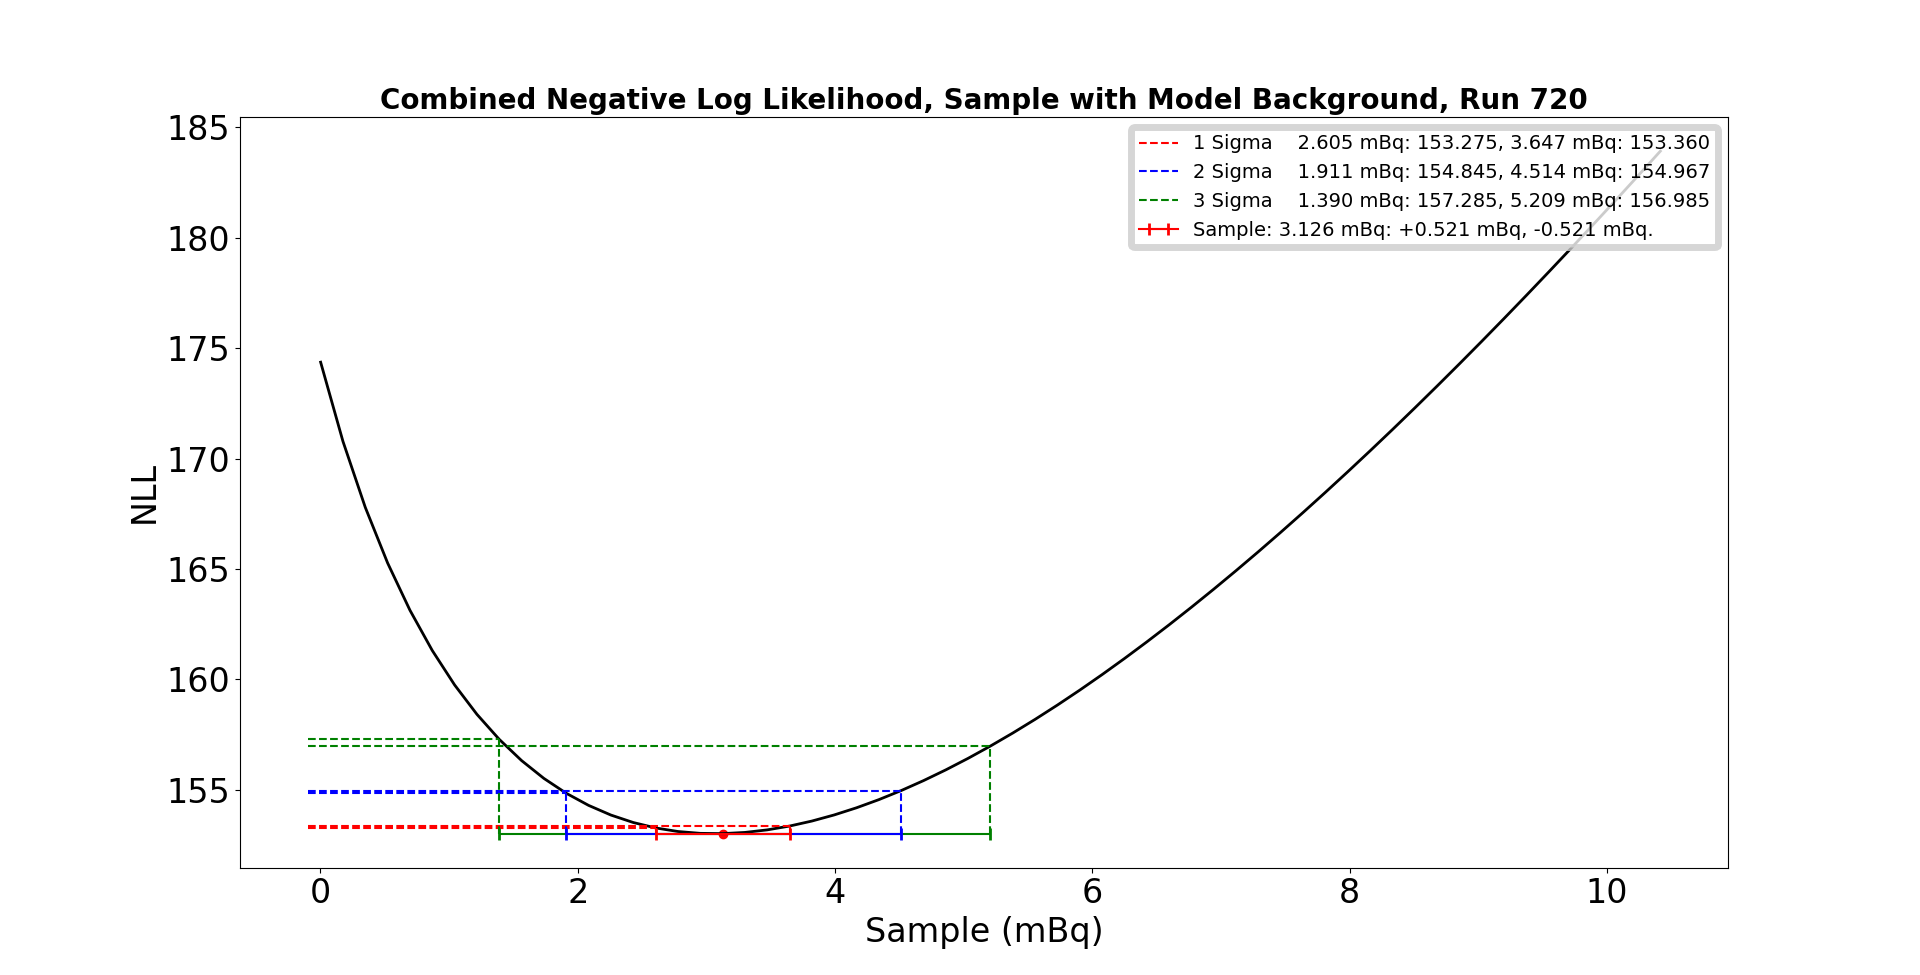 Combined Negative Log Likelihood, Sample with Model Background, Run 720
185
180
175
170
165
160
155
NLL
1 Sigma    2.605 mBq: 153.275, 3.647 mBq: 153.360
2 Sigma    1.911 mBq: 154.845, 4.514 mBq: 154.967
3 Sigma    1.390 mBq: 157.285, 5.209 mBq: 156.985
Sample: 3.126 mBq: +0.521 mBq, -0.521 mBq.
0 2 4 6 8 10
Sample (mBq)